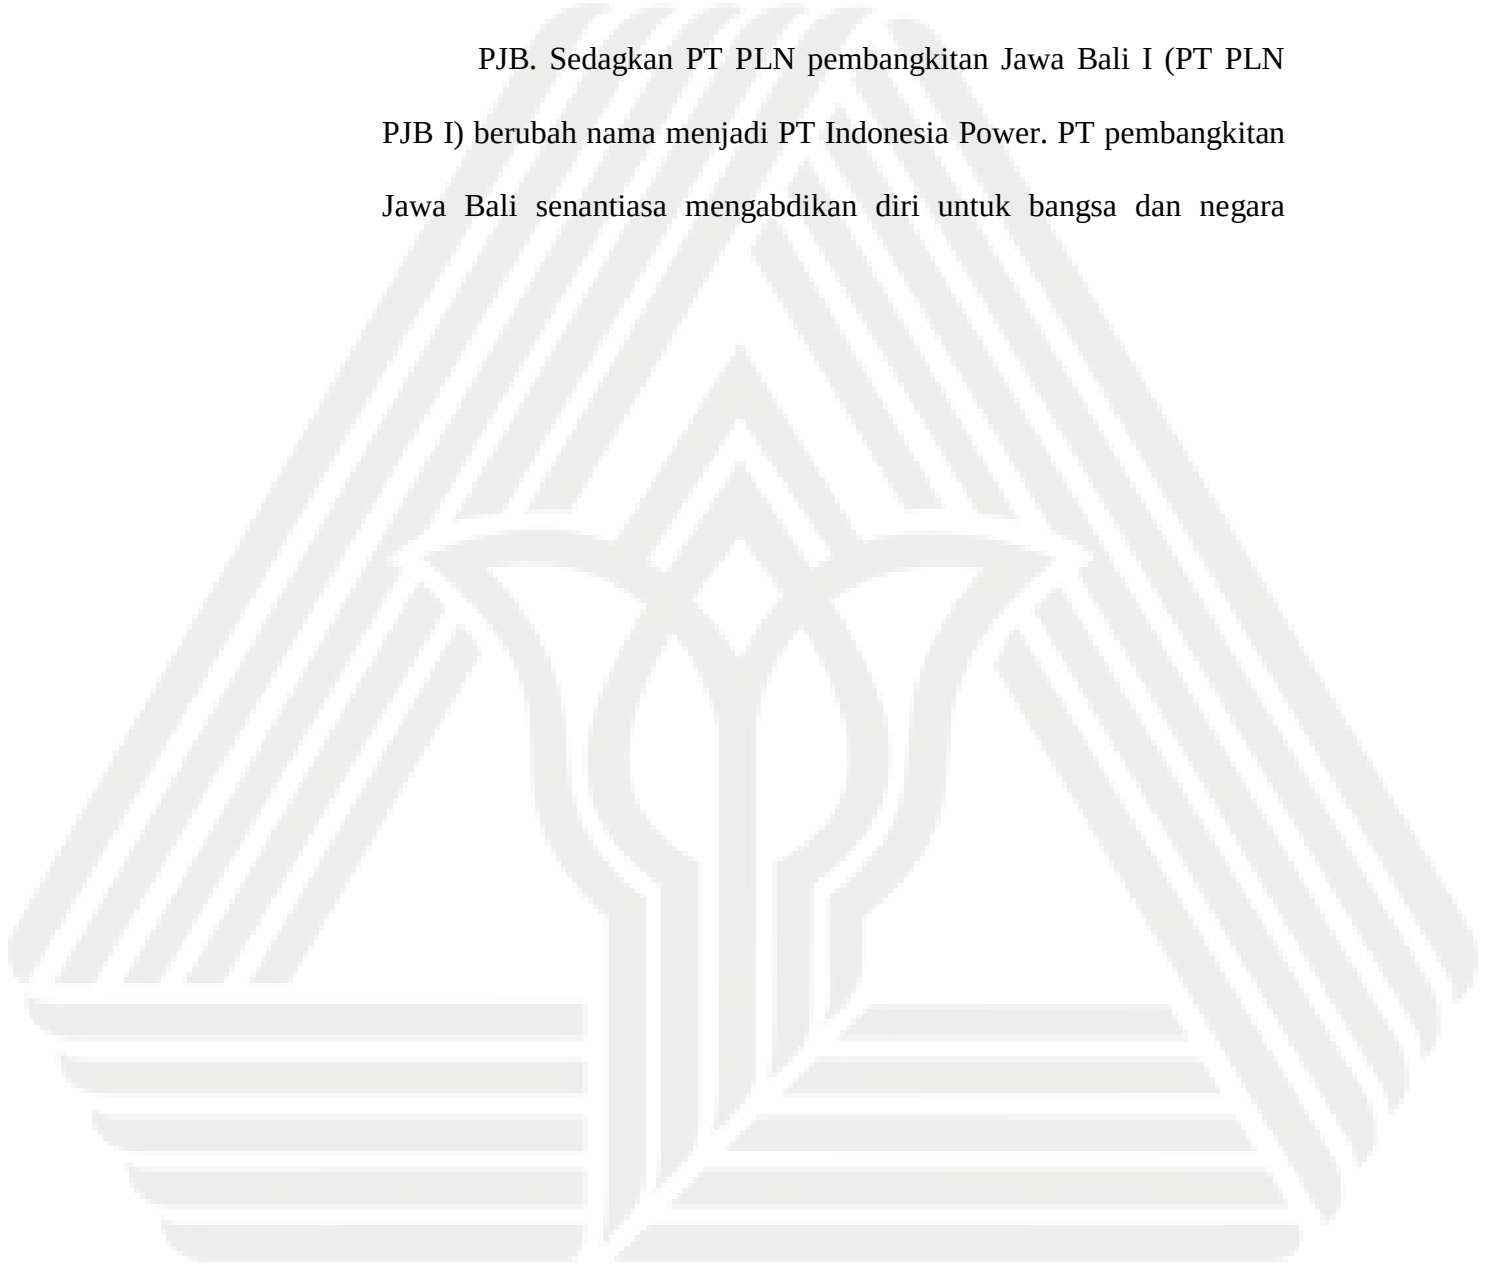 PJB. Sedagkan PT PLN pembangkitan Jawa Bali I (PT PLN
PJB I) berubah nama menjadi PT Indonesia Power. PT pembangkitan
Jawa Bali senantiasa mengabdikan diri untuk bangsa dan negara